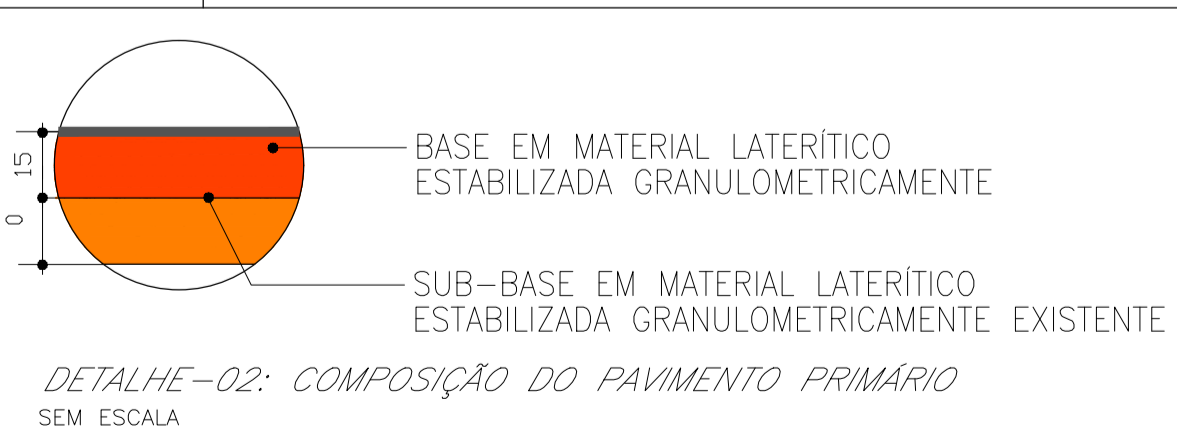 BASE EM MATERIAL LATERÍTICO
ESTABILIZADA GRANULOMETRICAMENTE
15
0
SUB-BASE EM MATERIAL LATERÍTICO
ESTABILIZADA GRANULOMETRICAMENTE EXISTENTE
DETALHE-02: COMPOSIÇÃO DO PAVIMENTO PRIMÁRIO
SEM ESCALA